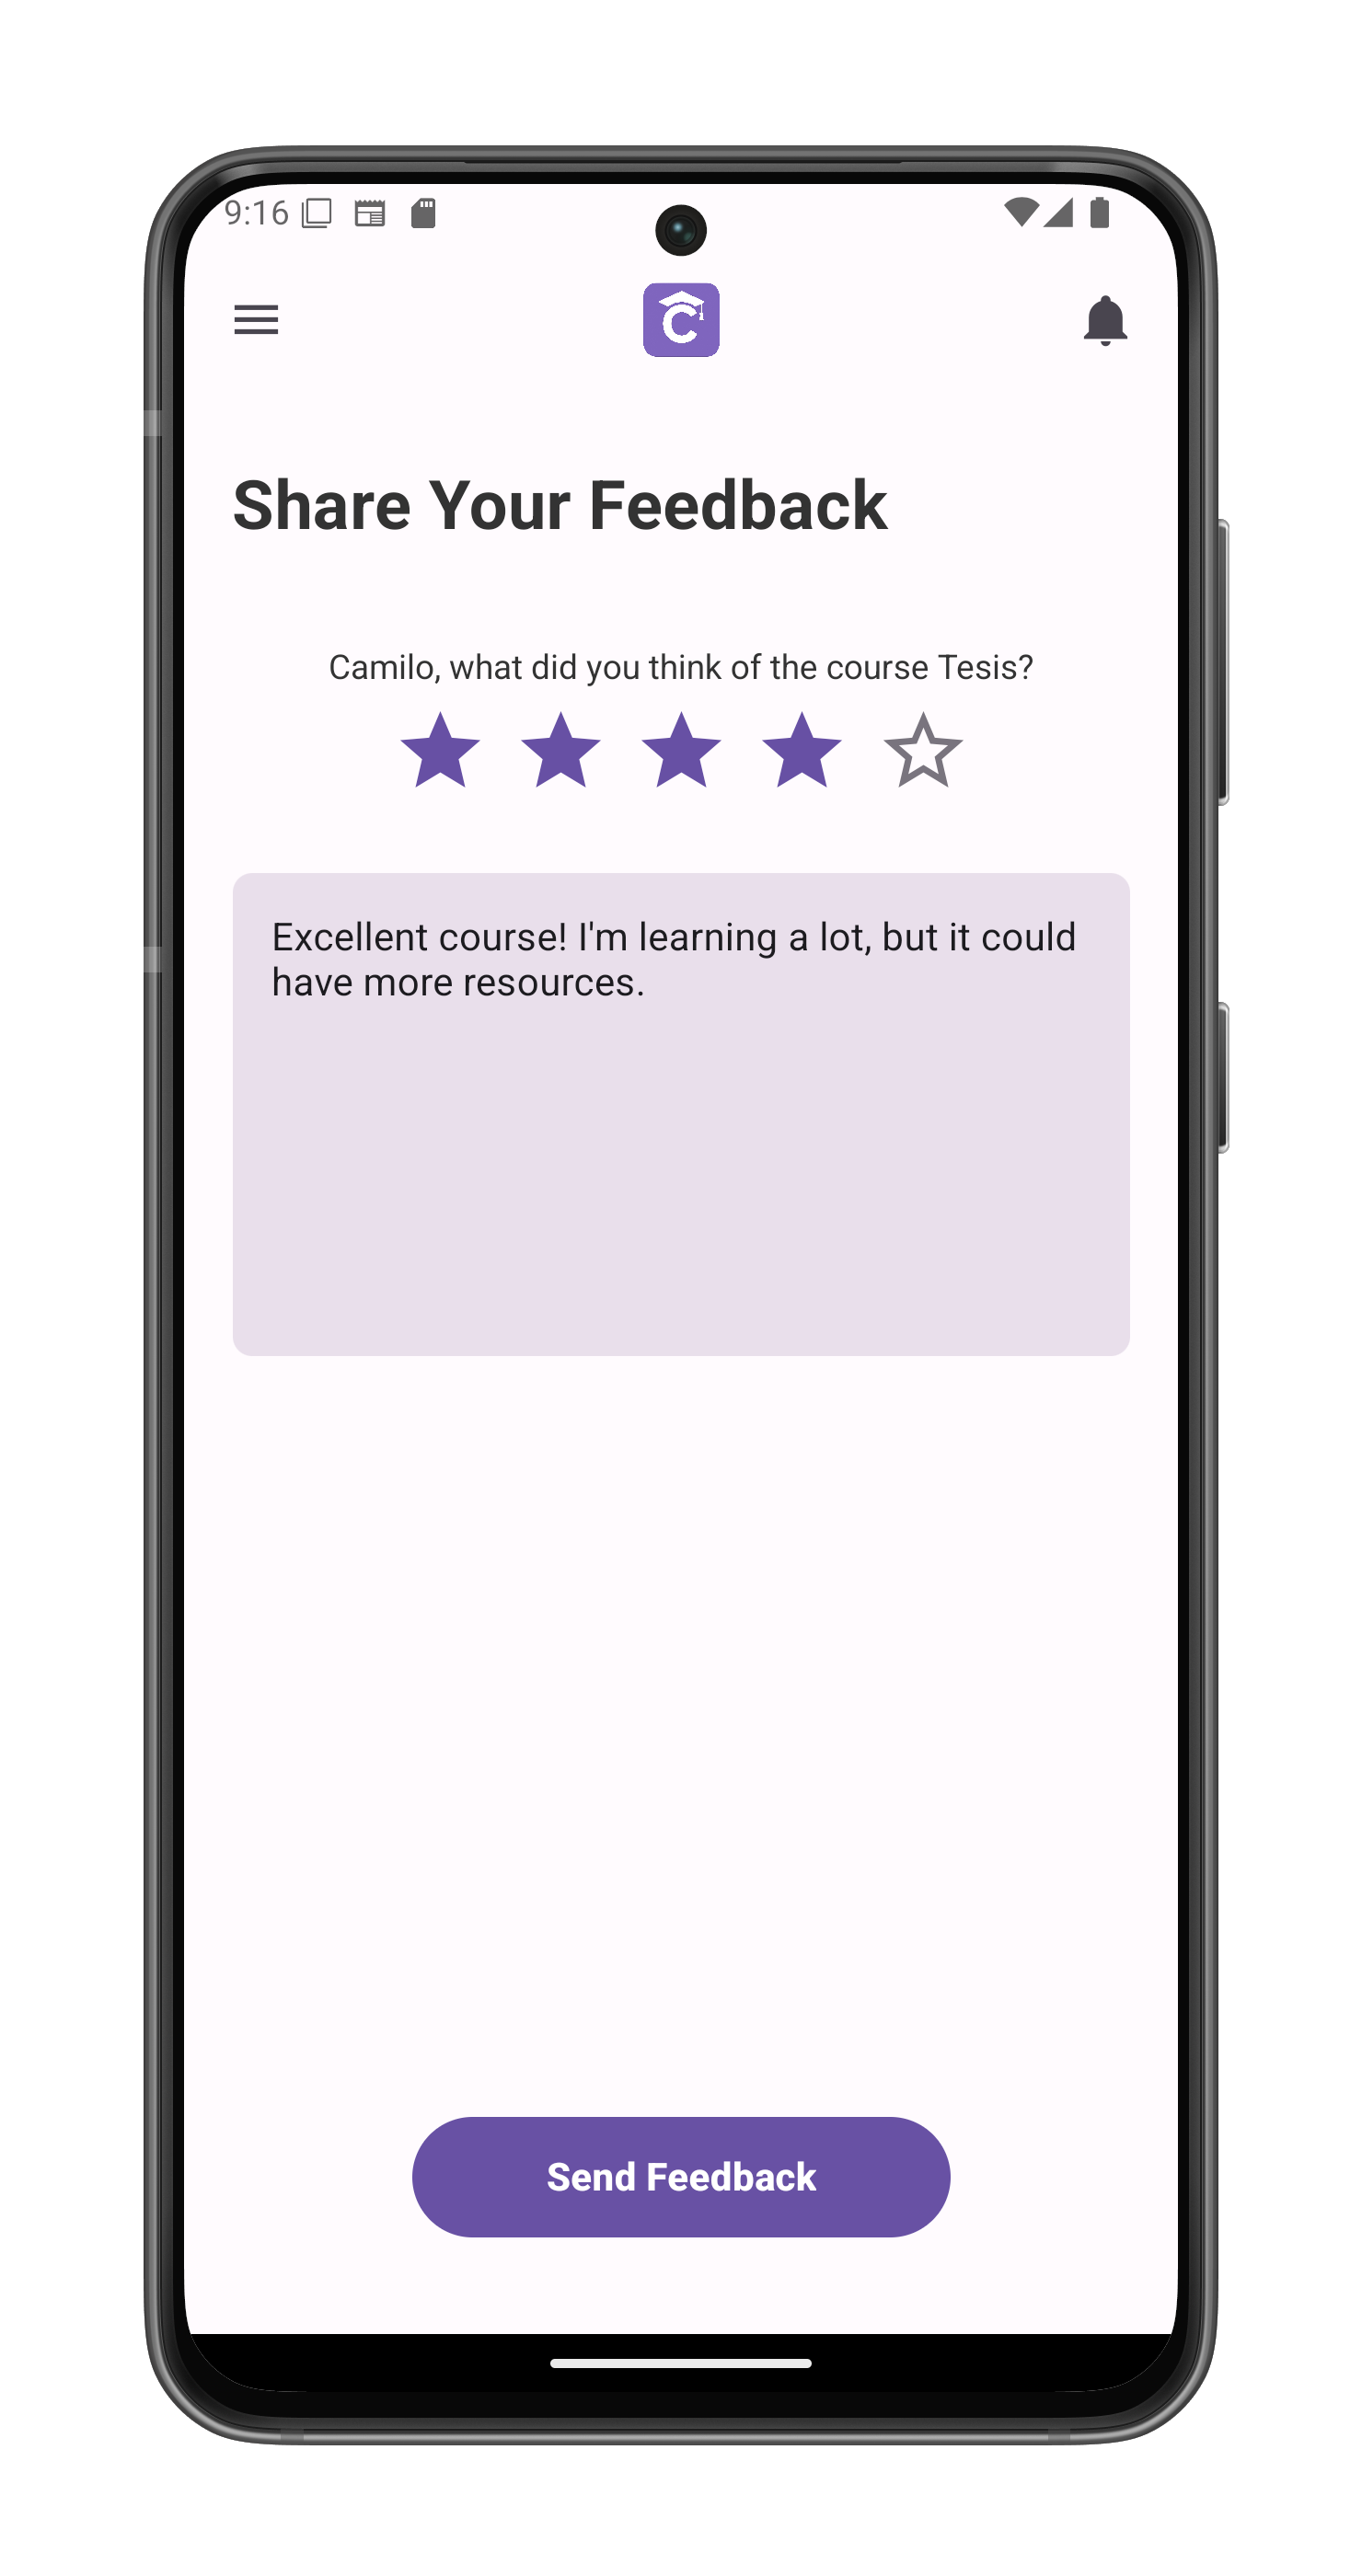 9:16
C
Share Your Feedback
Camilo, what did you think of the course Tesis?
Excellent course! I'm learning a lot, but it could
have more resources.
Send Feedback